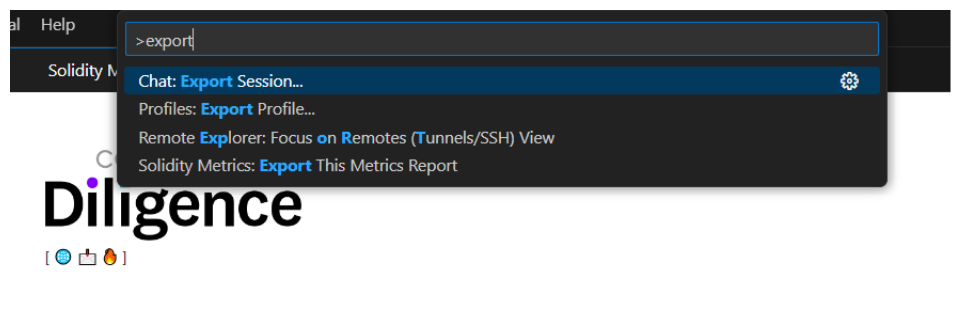 al Help
>export
Solidity M
Chat: Export Session...
Profiles: Export Profile...
Remote Explorer: Focus on Remotes (Tunnels/SSH) View
Solidity Metrics: Export This Metrics Report
Diligence
[ 🌐 📩 🔥 ]